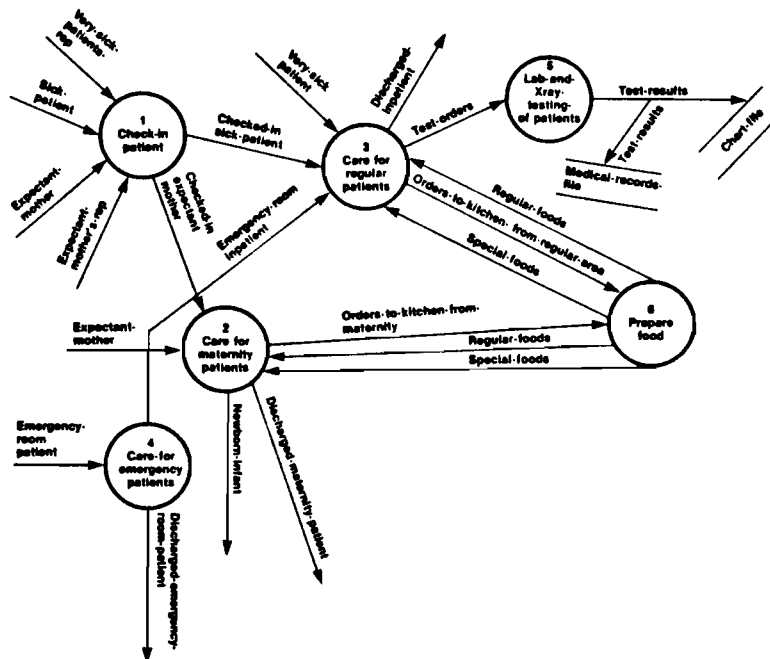 Very-sick-
patients-
rep
Sick-
patient
Expectant-
mother
Expectant-
mother's-rep
1
Check-in
patient
Checked-in
sick-patient
Checked-in
expectant
mother
Very-sick
patient
Discharged-
inpatient
3
Care for
regular
patients
Test-orders
5
Lab-and-
Xray-
testing-
of patients
Test-results
Test-results
Chart-file
Medical-records-
file
Emergency-room
inpatient
Regular-foods
Orders-to-kitchen-from-regular-area
Special-foods
Expectant-
mother
2
Care for
maternity
patients
Orders-to-kitchen-from-
maternity
Regular-foods
Special-foods
6
Prepare
food
Newborn-infant
Discharged-maternity-patient
Emergency-
room
patient
4
Care-for
emergency
patients
Discharged-emergency-
room-patient